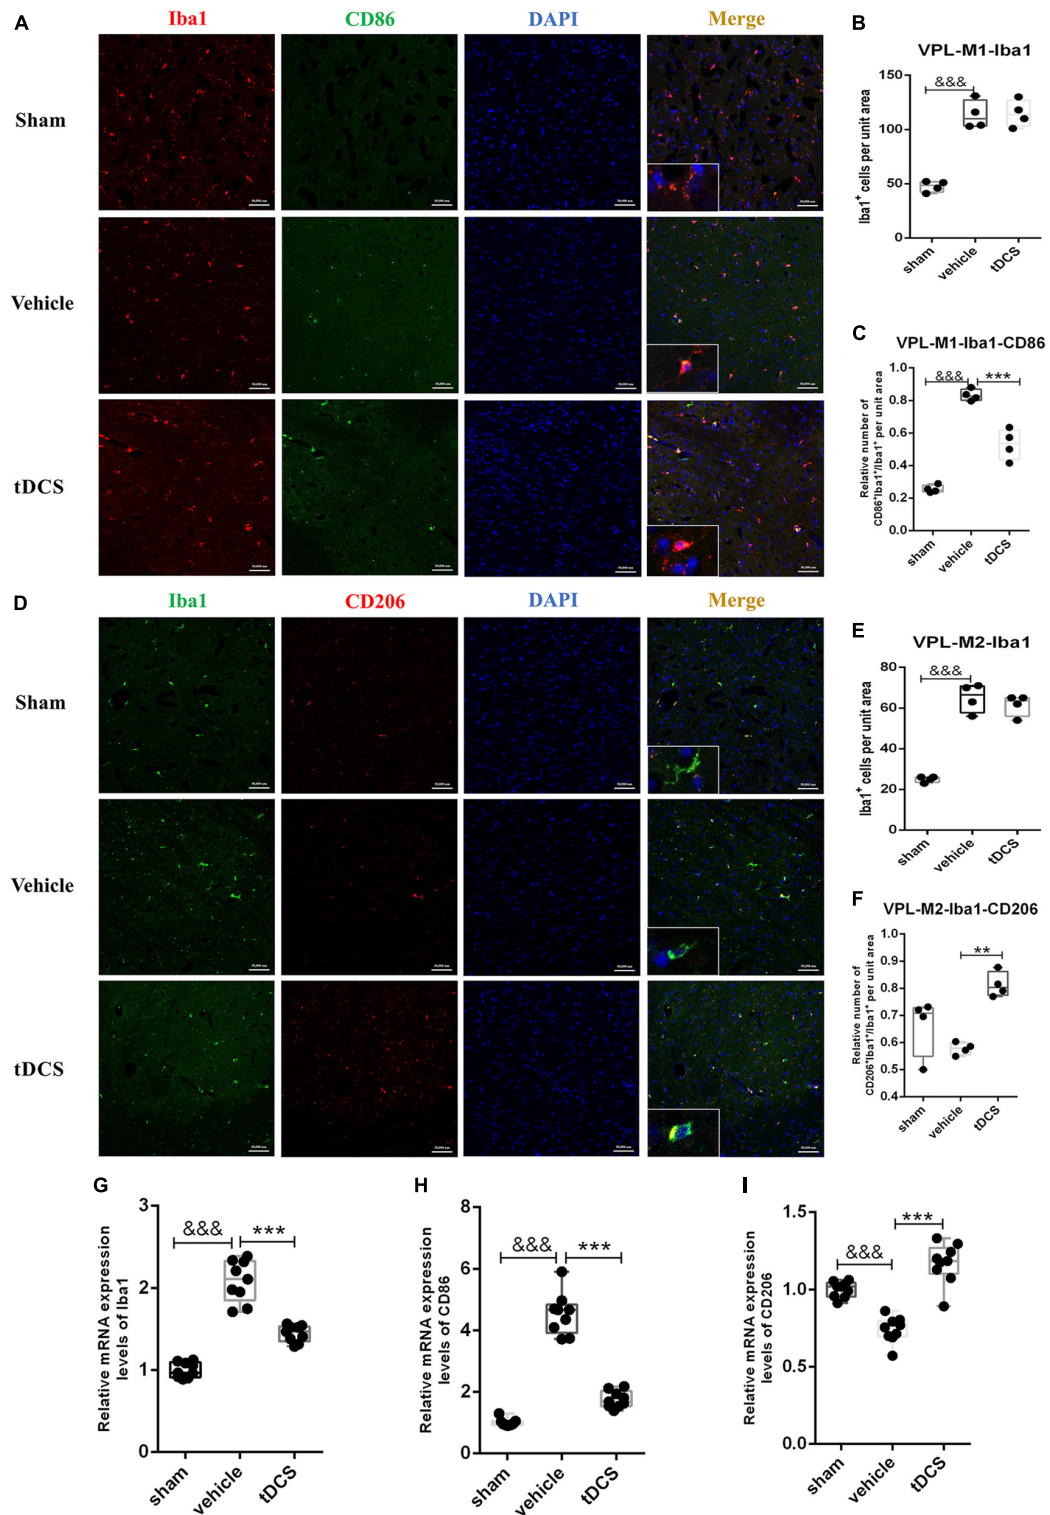 A
Iba1 CD86 DAPI Merge
Sham
Vehicle
tDCS
B
VPL-M1-Iba1
Iba1+ cells per unit area
150
100
50
0
&&&
sham vehicle tDCS
C
VPL-M1-Iba1-CD86
Relative number of
CD86+Iba1+/Iba1+ per unit area
1.0
0.8
0.6
0.4
0.2
0.0
&&& ***
sham vehicle tDCS
D
Iba1 CD206 DAPI Merge
Sham
Vehicle
tDCS
E
VPL-M2-Iba1
Iba1+ cells per unit area
80
60
40
20
0
&&&
sham vehicle tDCS
F
VPL-M2-Iba1-CD206
Relative number of
CD206+Iba1+/Iba1+ per unit area
1.0
0.9
0.8
0.7
0.6
0.5
0.4
**
sham vehicle tDCS
G
Relative mRNA expression
levels of Iba1
3
2
1
0
&&& ***
sham vehicle tDCS
H
Relative mRNA expression
levels of CD86
8
6
4
2
0
&&& ***
sham vehicle tDCS
I
Relative mRNA expression
levels of CD206
1.5
1.0
0.5
0.0
&&& ***
sham vehicle tDCS